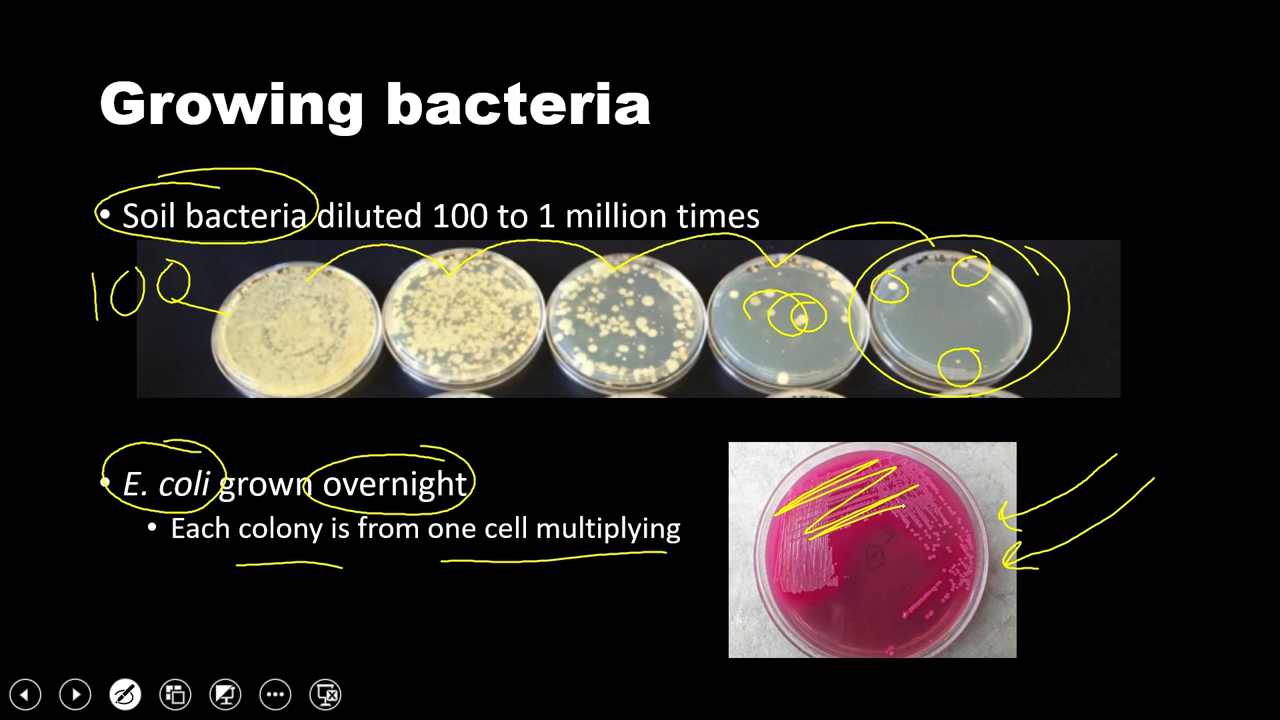 Growing bacteria
• Soil bacteria diluted 100 to 1 million times
100
• E. coli grown overnight
• Each colony is from one cell multiplying